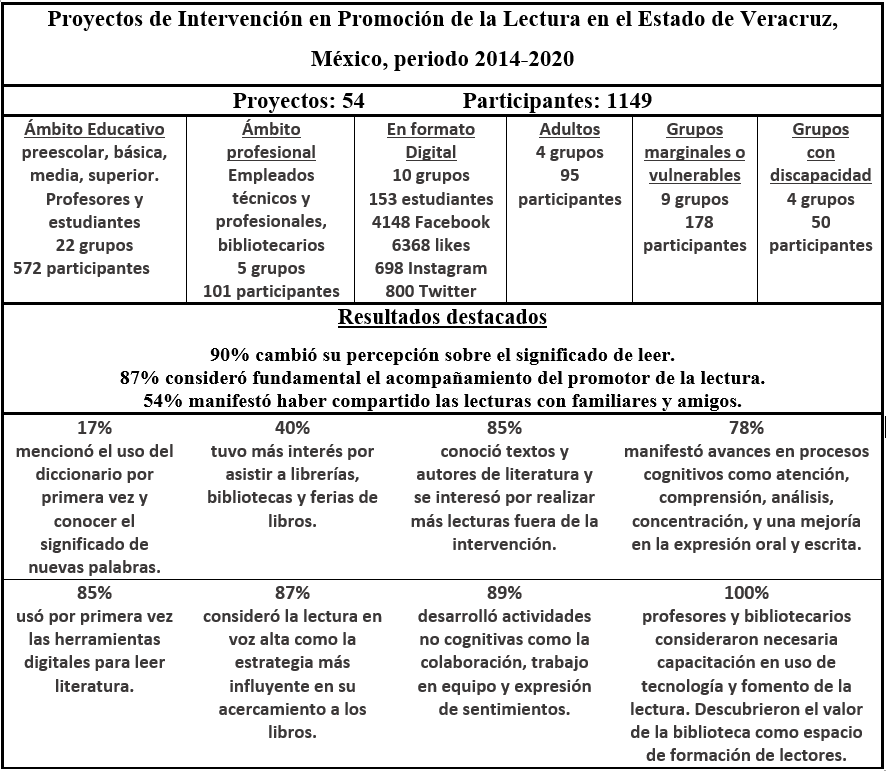 Proyectos de Intervención en Promoción de la Lectura en el Estado de Veracruz,
México, periodo 2014-2020
Proyectos: 54 Participantes: 1149
Ámbito Educativo
preescolar, básica,
media, superior.
Profesores y
estudiantes
22 grupos
572 participantes
Ámbito
profesional
Empleados
técnicos y
profesionales,
bibliotecarios
5 grupos
101 participantes
En formato
Digital
10 grupos
153 estudiantes
4148 Facebook
6368 likes
698 Instagram
800 Twitter
Adultos
4 grupos
95
participantes
Grupos
marginales o
vulnerables
9 grupos
178
participantes
Grupos
con
discapacidad
4 grupos
50
participantes
Resultados destacados
90% cambió su percepción sobre el significado de leer.
87% consideró fundamental el acompañamiento del promotor de la lectura.
54% manifestó haber compartido las lecturas con familiares y amigos.
17%
mencionó el uso del
diccionario por
primera vez y
conocer el
significado de
nuevas palabras.
40%
tuvo más interés por
asistir a librerías,
bibliotecas y ferias de
libros.
85%
conoció textos y
autores de literatura y
se interesó por realizar
más lecturas fuera de la
intervención.
78%
manifestó avances en procesos
cognitivos como atención,
comprensión, análisis,
concentración, y una mejoría
en la expresión oral y escrita.
85%
usó por primera vez
las herramientas
digitales para leer
literatura.
87%
consideró la lectura en
voz alta como la
estrategia más
influyente en su
acercamiento a los
libros.
89%
desarrolló actividades
no cognitivas como la
colaboración, trabajo
en equipo y expresión
de sentimientos.
100%
profesores y bibliotecarios
consideraron necesaria
capacitación en uso de
tecnología y fomento de la
lectura. Descubrieron el valor
de la biblioteca como espacio
de formación de lectores.